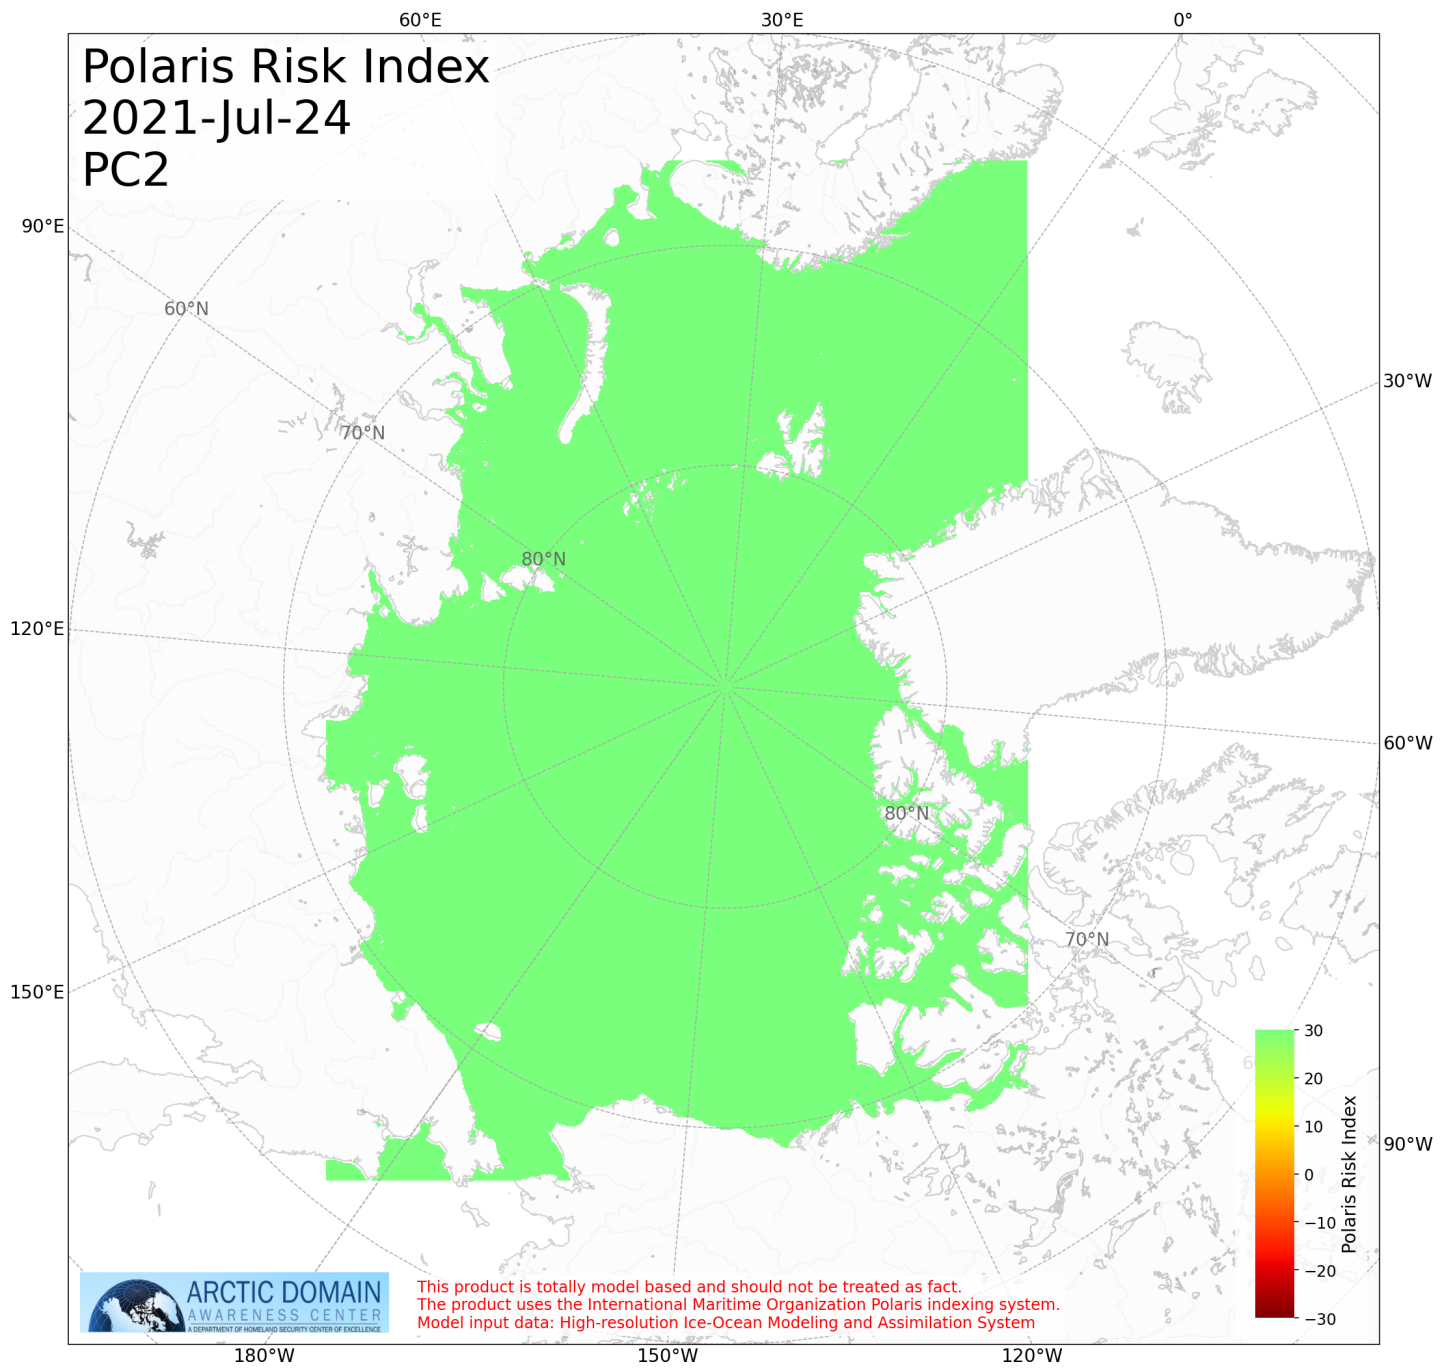 60°E 30°E 0°
Polaris Risk Index
2021-Jul-24
PC2
90°E
60°N
30°W
70°N
80°N
120°E
60°W
80°N
70°N
150°E
30
20
10
0
−10
−20
−30
Polaris Risk Index
90°W
ARCTIC DOMAIN
AWARENESS CENTER
A DEPARTMENT OF HOMELAND SECURITY CENTER OF EXCELLENCE
This product is totally model based and should not be treated as fact.
The product uses the International Maritime Organization Polaris indexing system.
Model input data: High-resolution Ice-Ocean Modeling and Assimilation System
180°W 150°W 120°W